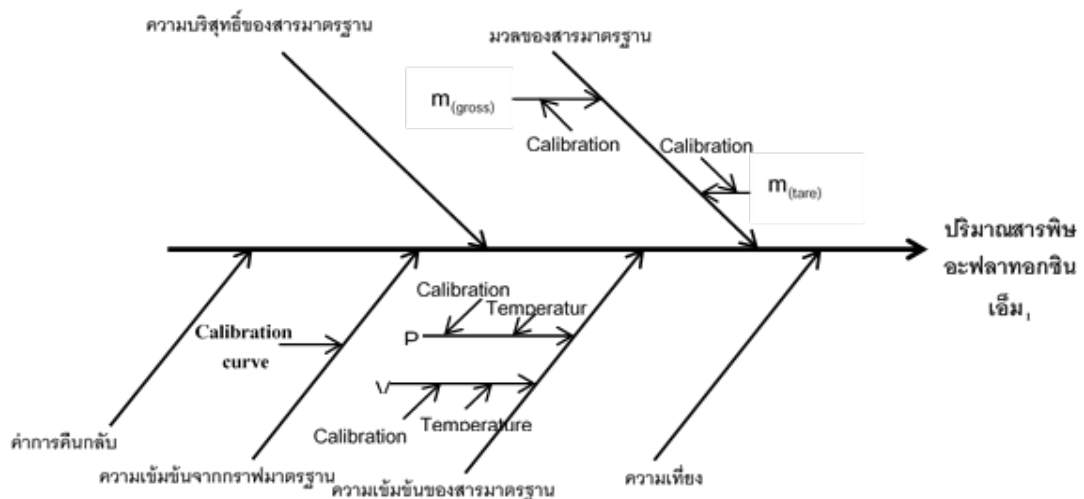 ความบริสุทธิ์ของสารมาตรฐาน
มวลของสารมาตรฐาน
m(gross)
Calibration
Calibration
m(tare)
ปริมาณสารพิษ
อะฟลาทอกซิน
เอ็ม1
Calibration
Temperatur
P
Calibration
curve
V
Calibration
Temperature
ค่าการคืนกลับ
ความเข้มข้นจากกราฟมาตรฐาน
ความเข้มข้นของสารมาตรฐาน
ความเที่ยง